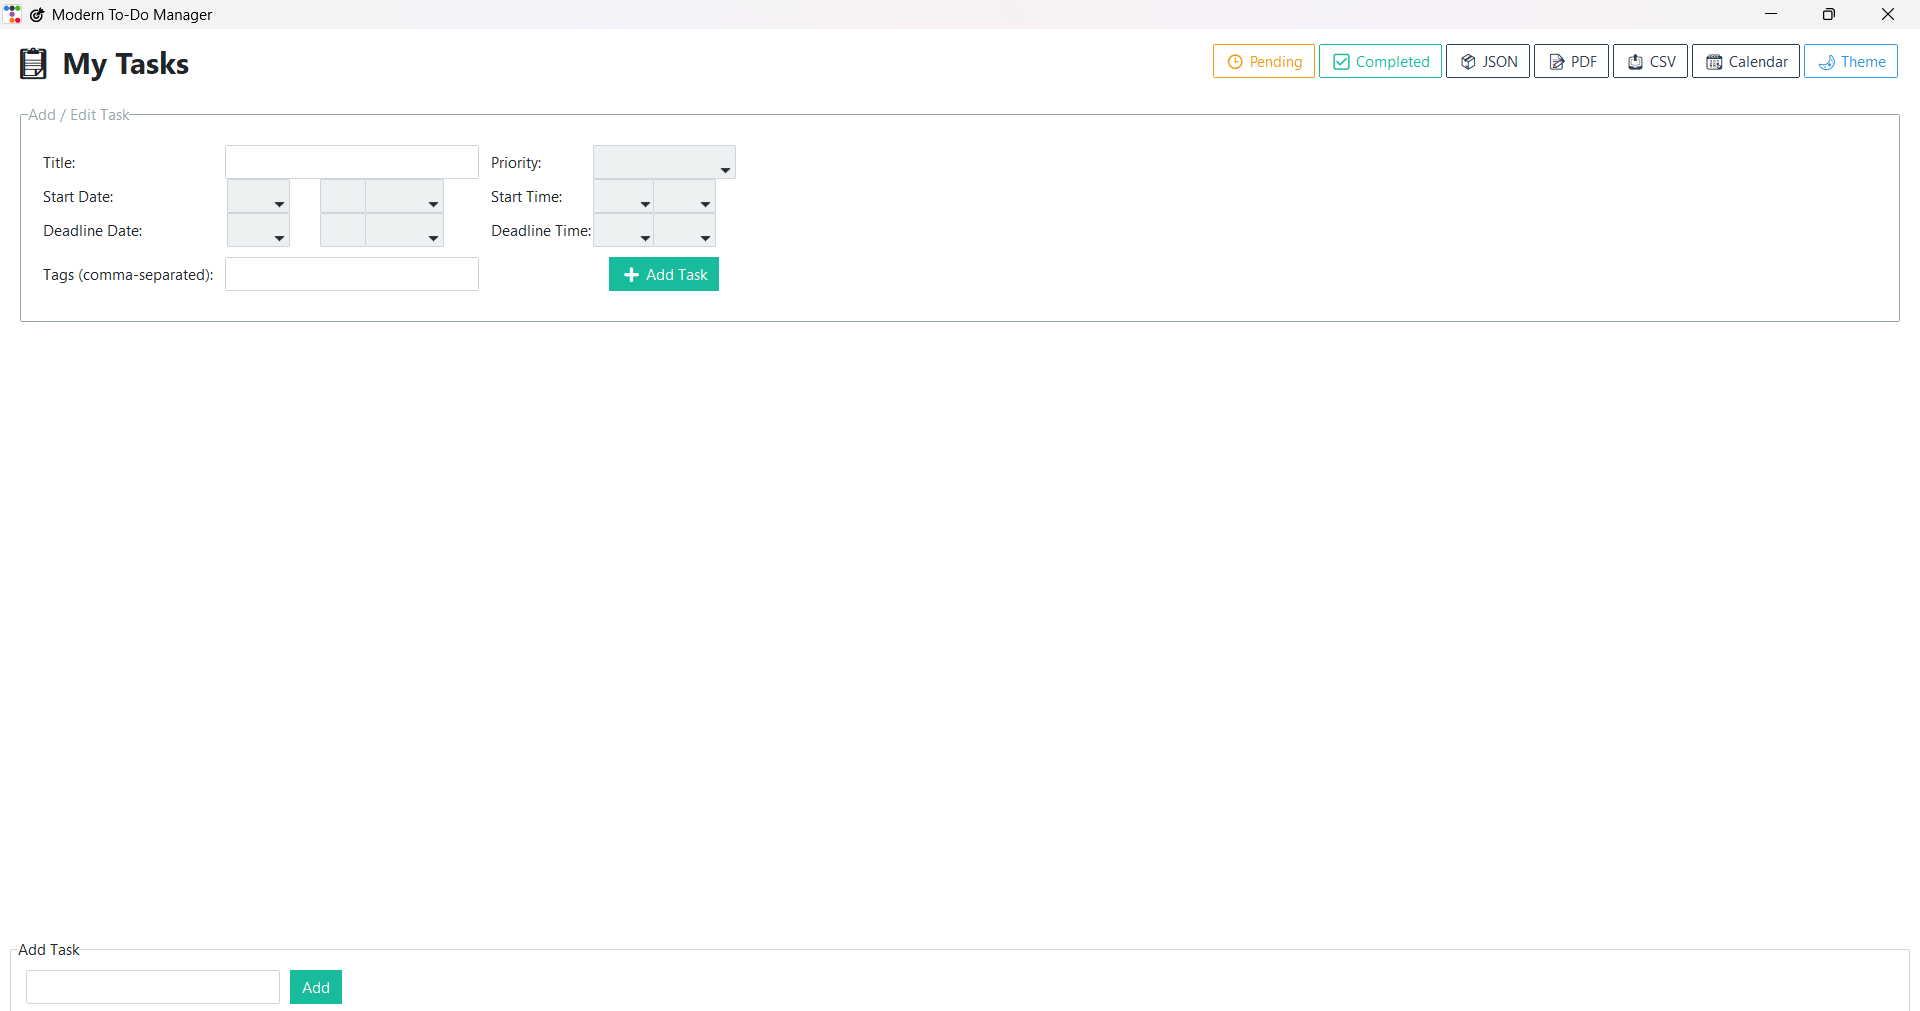 Modern To-Do Manager
My Tasks
Pending Completed JSON PDF CSV Calendar Theme
Add / Edit Task
Title: Priority:
Start Date: Start Time:
Deadline Date: Deadline Time:
Tags (comma-separated): Add Task
Add Task
Add